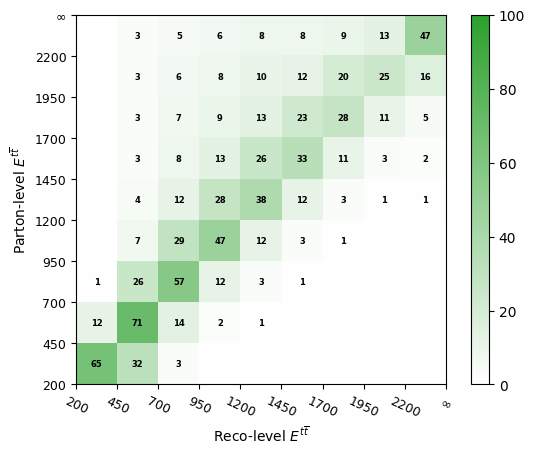 ∞ 3 5 6 8 8 9 13 47
2200
3 6 8 10 12 20 25 16
1950
3 7 9 13 23 28 11 5
1700
3 8 13 26 33 11 3 2
1450
4 12 28 38 12 3 1 1
1200
7 29 47 12 3 1
950
1 26 57 12 3 1
700
12 71 14 2 1
450
65 32 3
200
200 450 700 950 1200 1450 1700 1950 2200 ∞
Reco-level E^{tt̅}
Parton-level E^{tt̅}
100
80
60
40
20
0